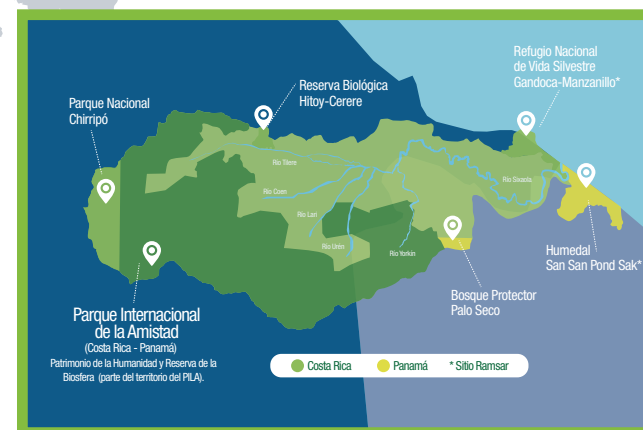 Refugio Nacional
de Vida Silvestre
Gandoca-Manzanillo*
Reserva Biológica
Hitoy-Cerere
Parque Nacional
Chirripó
Río Tliere
Río Coen
Río Lari
Río Urén
Río Yorkín
Río Sixaola
Humedal
San San Pond Sak*
Bosque Protector
Palo Seco
Parque Internacional
de la Amistad
(Costa Rica - Panamá)
Patrimonio de la Humanidad y Reserva de la
Biosfera (parte del territorio del PILA).
Costa Rica
Panamá
* Sitio Ramsar